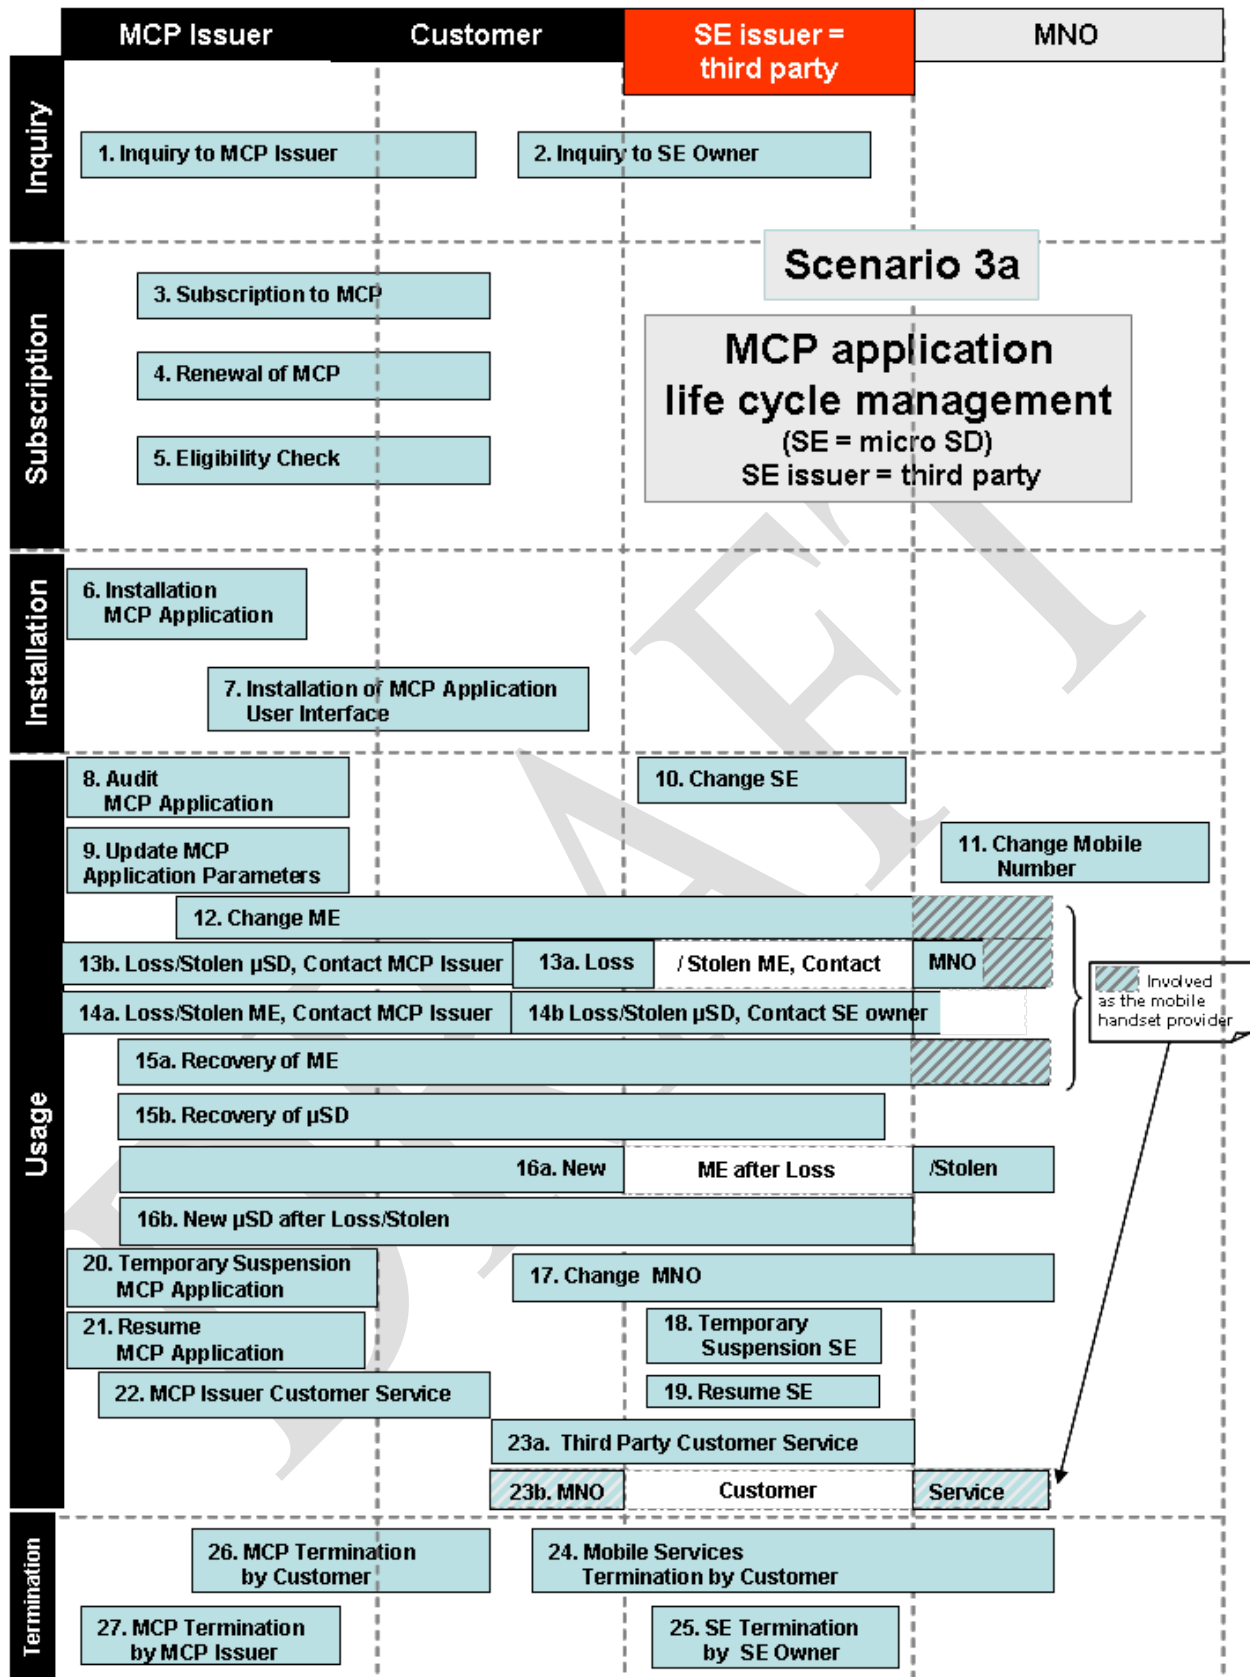 MCP Issuer
Customer
SE issuer =
third party
MNO
Inquiry
1. Inquiry to MCP Issuer
2. Inquiry to SE Owner
Scenario 3a
Subscription
3. Subscription to MCP
4. Renewal of MCP
5. Eligibility Check
MCP application
life cycle management
(SE = micro SD)
SE issuer = third party
Installation
6. Installation
MCP Application
7. Installation of MCP Application
User Interface
Usage
8. Audit
MCP Application
10. Change SE
9. Update MCP
Application Parameters
11. Change Mobile
Number
12. Change ME
13b. Loss/Stolen µSD, Contact MCP Issuer
13a. Loss / Stolen ME, Contact MNO
14a. Loss/Stolen ME, Contact MCP Issuer
14b Loss/Stolen µSD, Contact SE owner
Involved
as the mobile
handset provider
15a. Recovery of ME
15b. Recovery of µSD
16a. New ME after Loss /Stolen
16b. New µSD after Loss/Stolen
20. Temporary Suspension
MCP Application
17. Change MNO
21. Resume
MCP Application
18. Temporary
Suspension SE
22. MCP Issuer Customer Service
19. Resume SE
23a. Third Party Customer Service
23b. MNO Customer Service
Termination
26. MCP Termination
by Customer
24. Mobile Services
Termination by Customer
27. MCP Termination
by MCP Issuer
25. SE Termination
by SE Owner
DRAFT